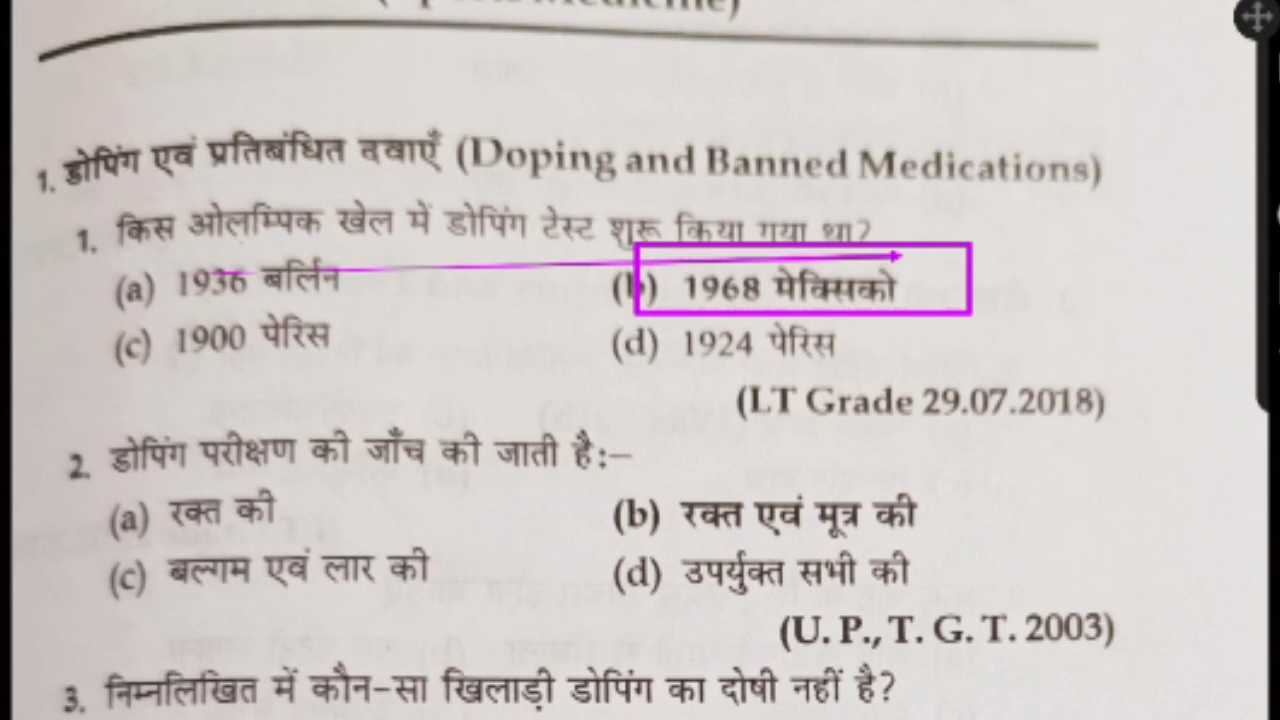 1. डोपिंग एवं प्रतिबंधित दवाएँ (Doping and Banned Medications)
1. किस ओलम्पिक खेल में डोपिंग टेस्ट शुरू किया गया था?
(a) 1936 बर्लिन (b) 1968 मेक्सिको
(c) 1900 पेरिस (d) 1924 पेरिस
(LT Grade 29.07.2018)
2. डोपिंग परीक्षण की जाँच की जाती है:–
(a) रक्त की (b) रक्त एवं मूत्र की
(c) बल्गम एवं लार की (d) उपर्युक्त सभी की
(U. P., T. G. T. 2003)
3. निम्नलिखित में कौन-सा खिलाड़ी डोपिंग का दोषी नहीं है?